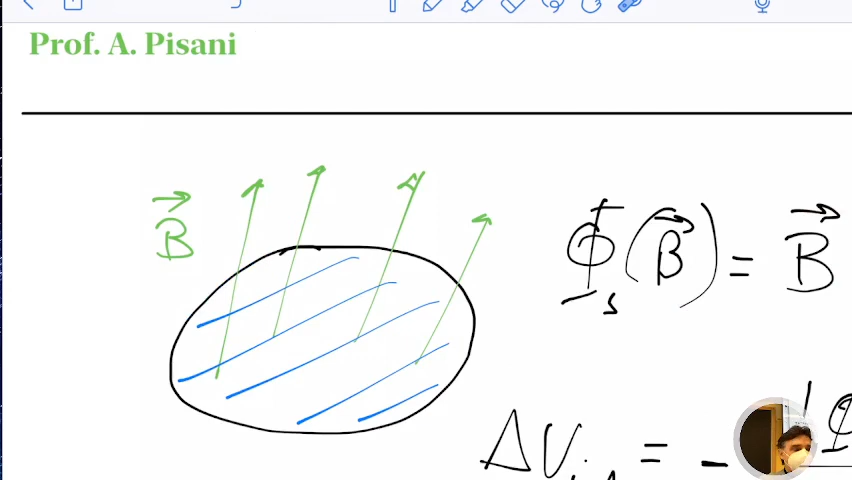 Prof. A. Pisani
B⃗
Φ_s(B⃗) = B⃗
ΔV = -